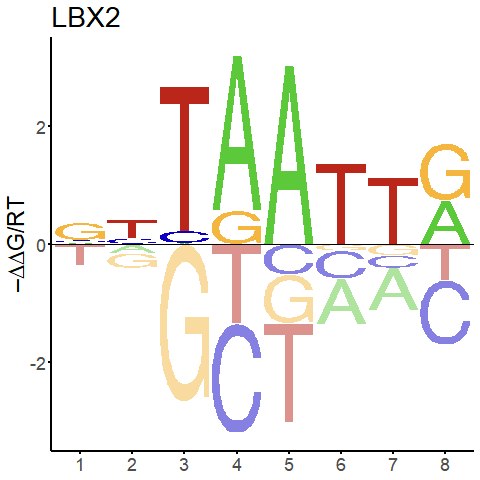 LBX2
−ΔΔG/RT
2
0
-2
G T T A A T T G
G A
T G T C G C C T
G C G A A C
T
1 2 3 4 5 6 7 8